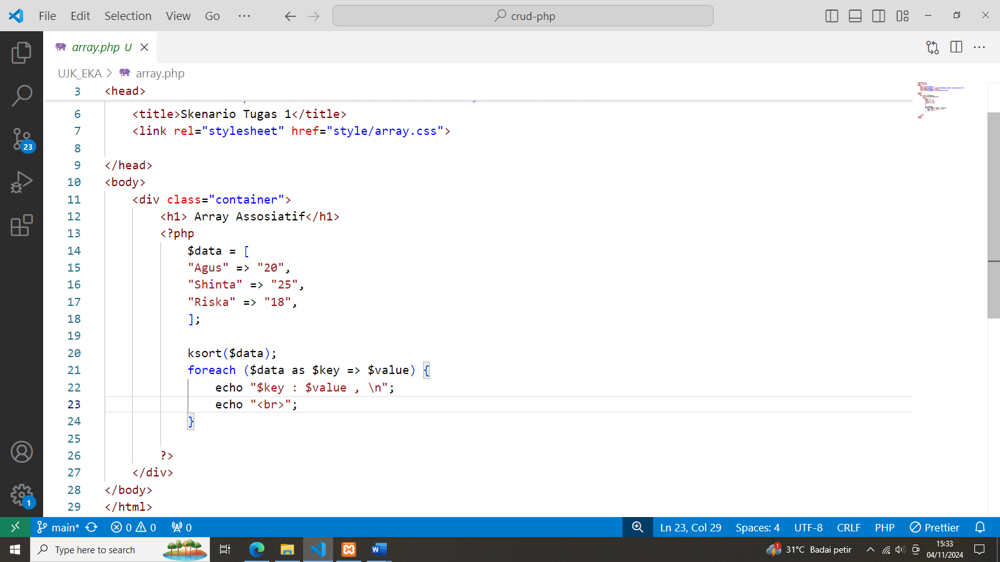 File Edit Selection View Go ··· crud-php
array.php U
UJK_EKA > array.php
3 <head>
6 <title>Skenario Tugas 1</title>
7 <link rel="stylesheet" href="style/array.css">
8
9 </head>
10 <body>
11 <div class="container">
12 <h1> Array Assosiatif</h1>
13 <?php
14 $data = [
15 "Agus" => "20",
16 "Shinta" => "25",
17 "Riska" => "18",
18 ];
19
20 ksort($data);
21 foreach ($data as $key => $value) {
22 echo "$key : $value , \n";
23 echo "<br>";
24 }
25
26 ?>
27 </div>
28 </body>
29 </html>
23
1
main* 0 0 0 Ln 23, Col 29 Spaces: 4 UTF-8 CRLF PHP Prettier
Type here to search 1 31°C Badai petir 15:33
04/11/2024